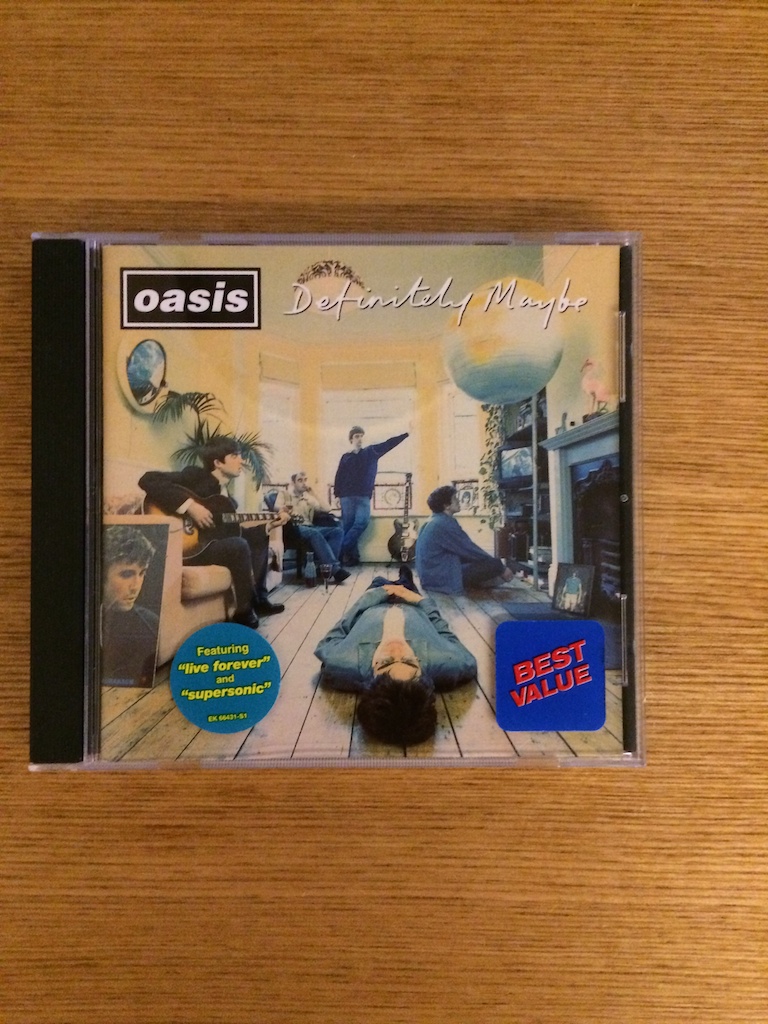 oasis
Definitely Maybe
Featuring
"live forever"
and
"supersonic"
EK 66431-S1
BEST
VALUE